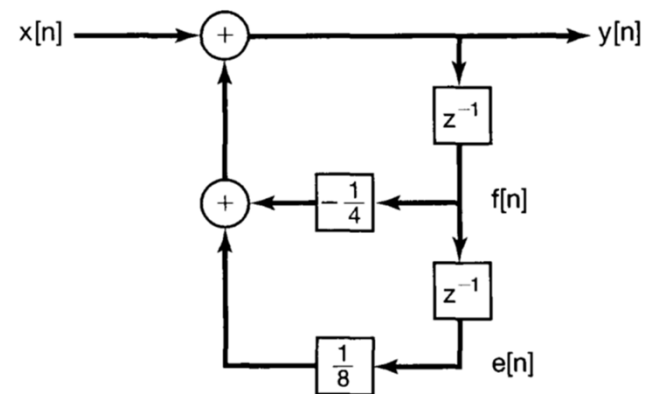 x[n] + y[n]
z⁻¹
+ -1/4 f[n]
z⁻¹
1/8 e[n]